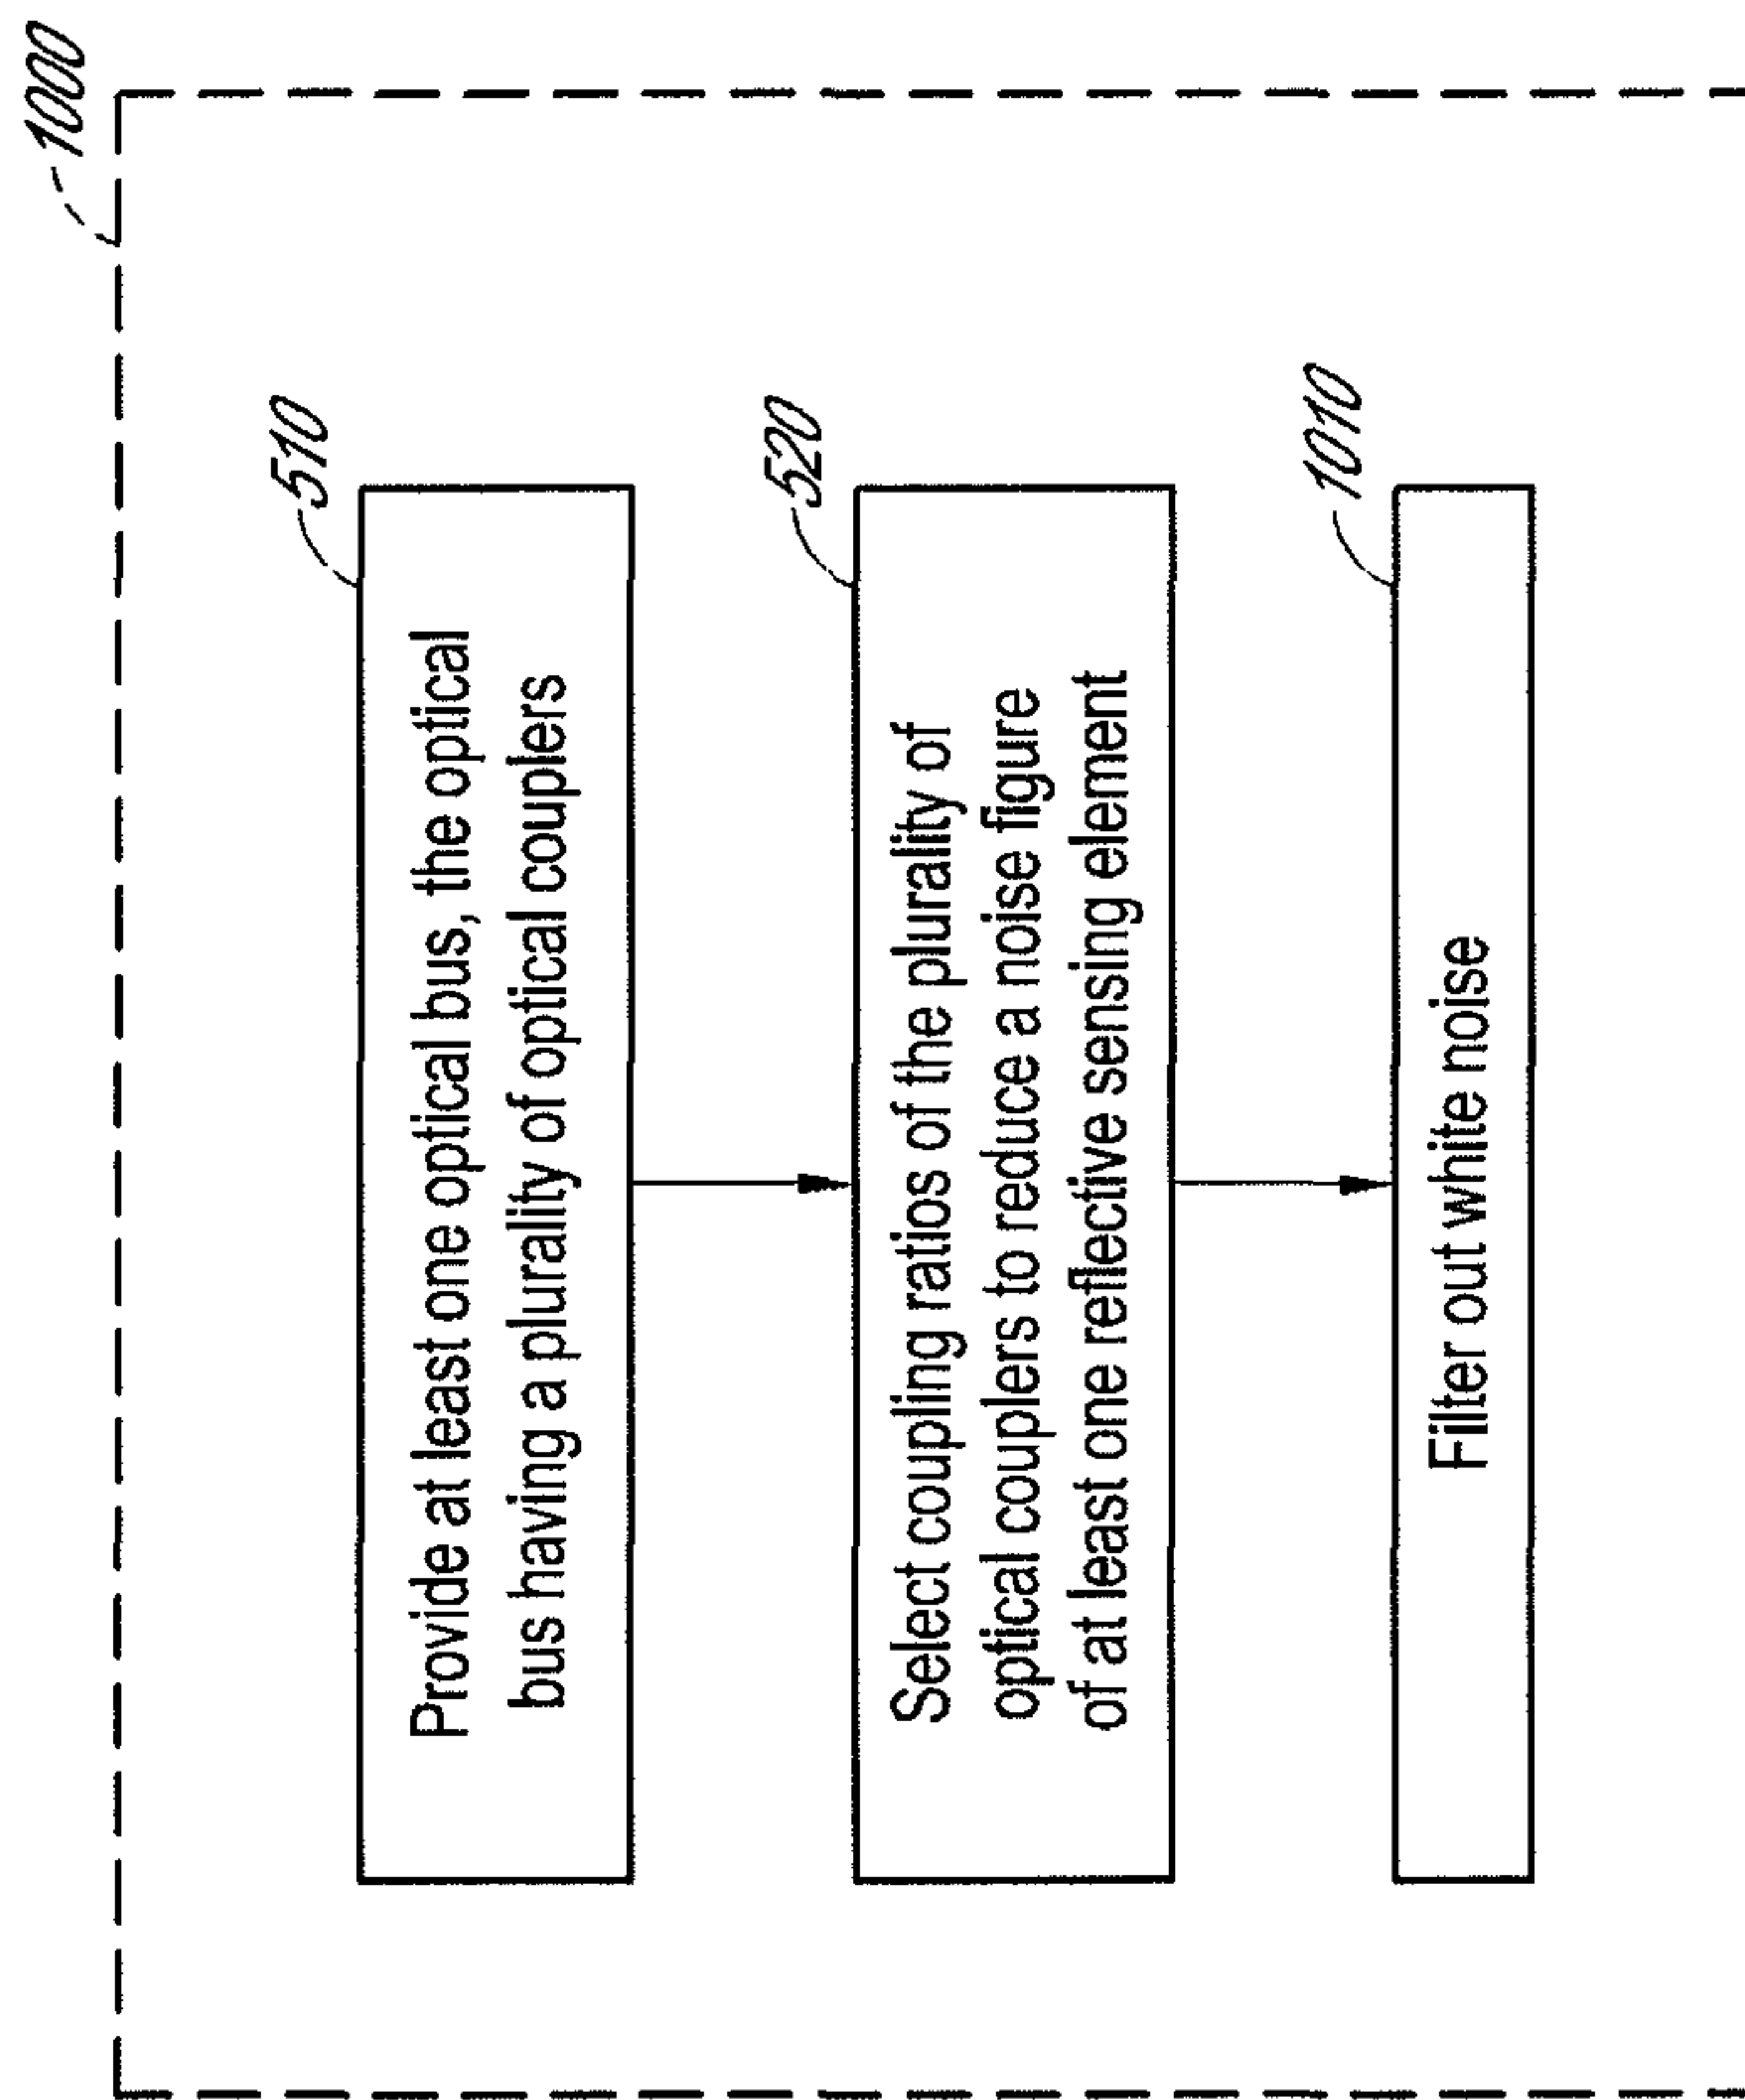 1000
510
Provide at least one optical bus, the optical
bus having a plurality of optical couplers
520
Select coupling ratios of the plurality of
optical couplers to reduce a noise figure
of at least one reflective sensing element
1010
Filter out white noise